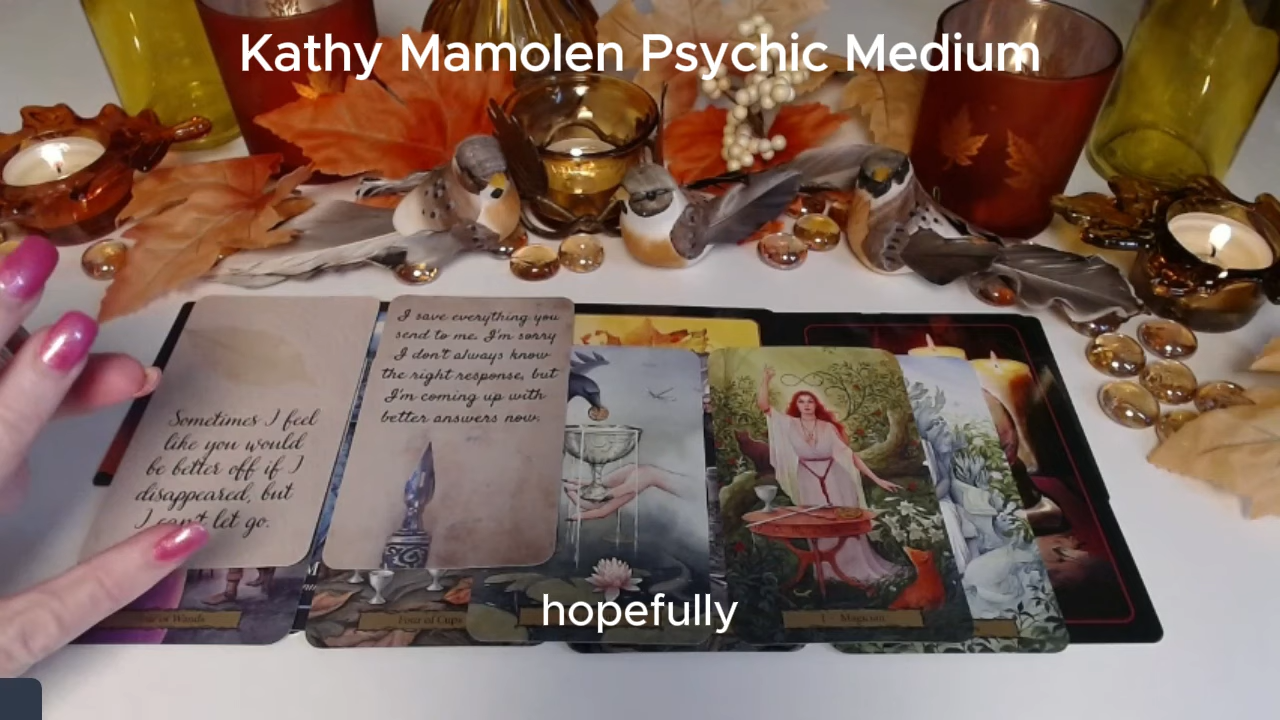 Kathy Mamolen Psychic Medium
Sometimes I feel
like you would
be better off if I
disappeared, but
I can't let go.
I save everything you
send to me. I'm sorry
I don't always know
the right response, but
I'm coming up with
better answers now.
of Wands
Four of Cups
I - Magician
hopefully